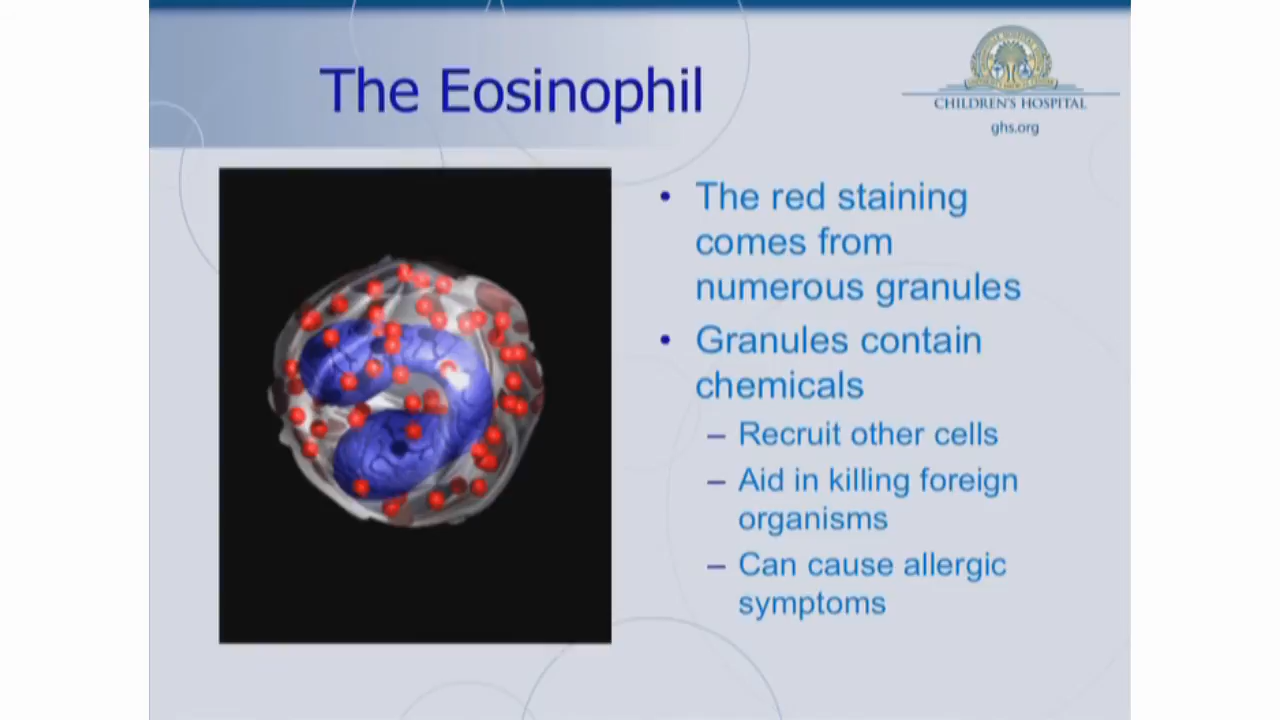 The Eosinophil
CHILDREN'S HOSPITAL
ghs.org
• The red staining
comes from
numerous granules
• Granules contain
chemicals
– Recruit other cells
– Aid in killing foreign
organisms
– Can cause allergic
symptoms